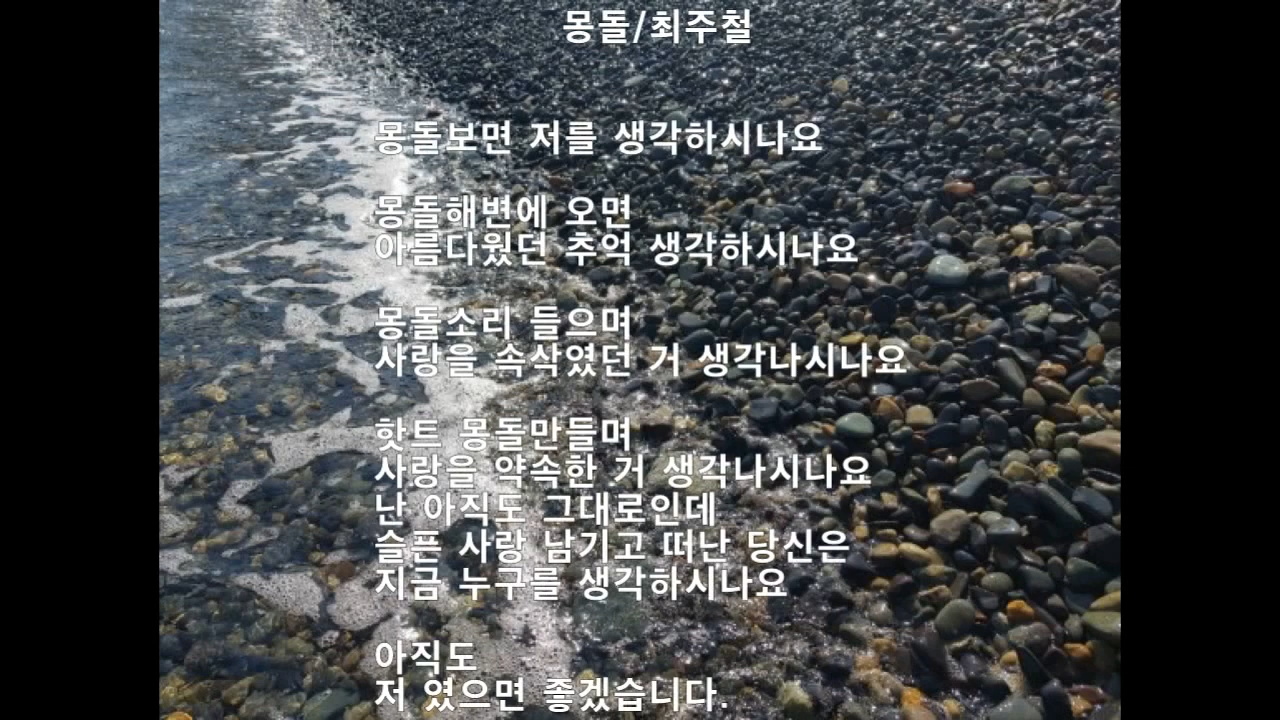 몽돌/최주철
몽돌보면 저를 생각하시나요
몽돌해변에 오면
아름다웠던 추억 생각하시나요
몽돌소리 들으며
사랑을 속삭였던 거 생각나시나요
핫트 몽돌만들며
사랑을 약속한 거 생각나시나요
난 아직도 그대로인데
슬픈 사랑 남기고 떠난 당신은
지금 누구를 생각하시나요
아직도
저 였으면 좋겠습니다.